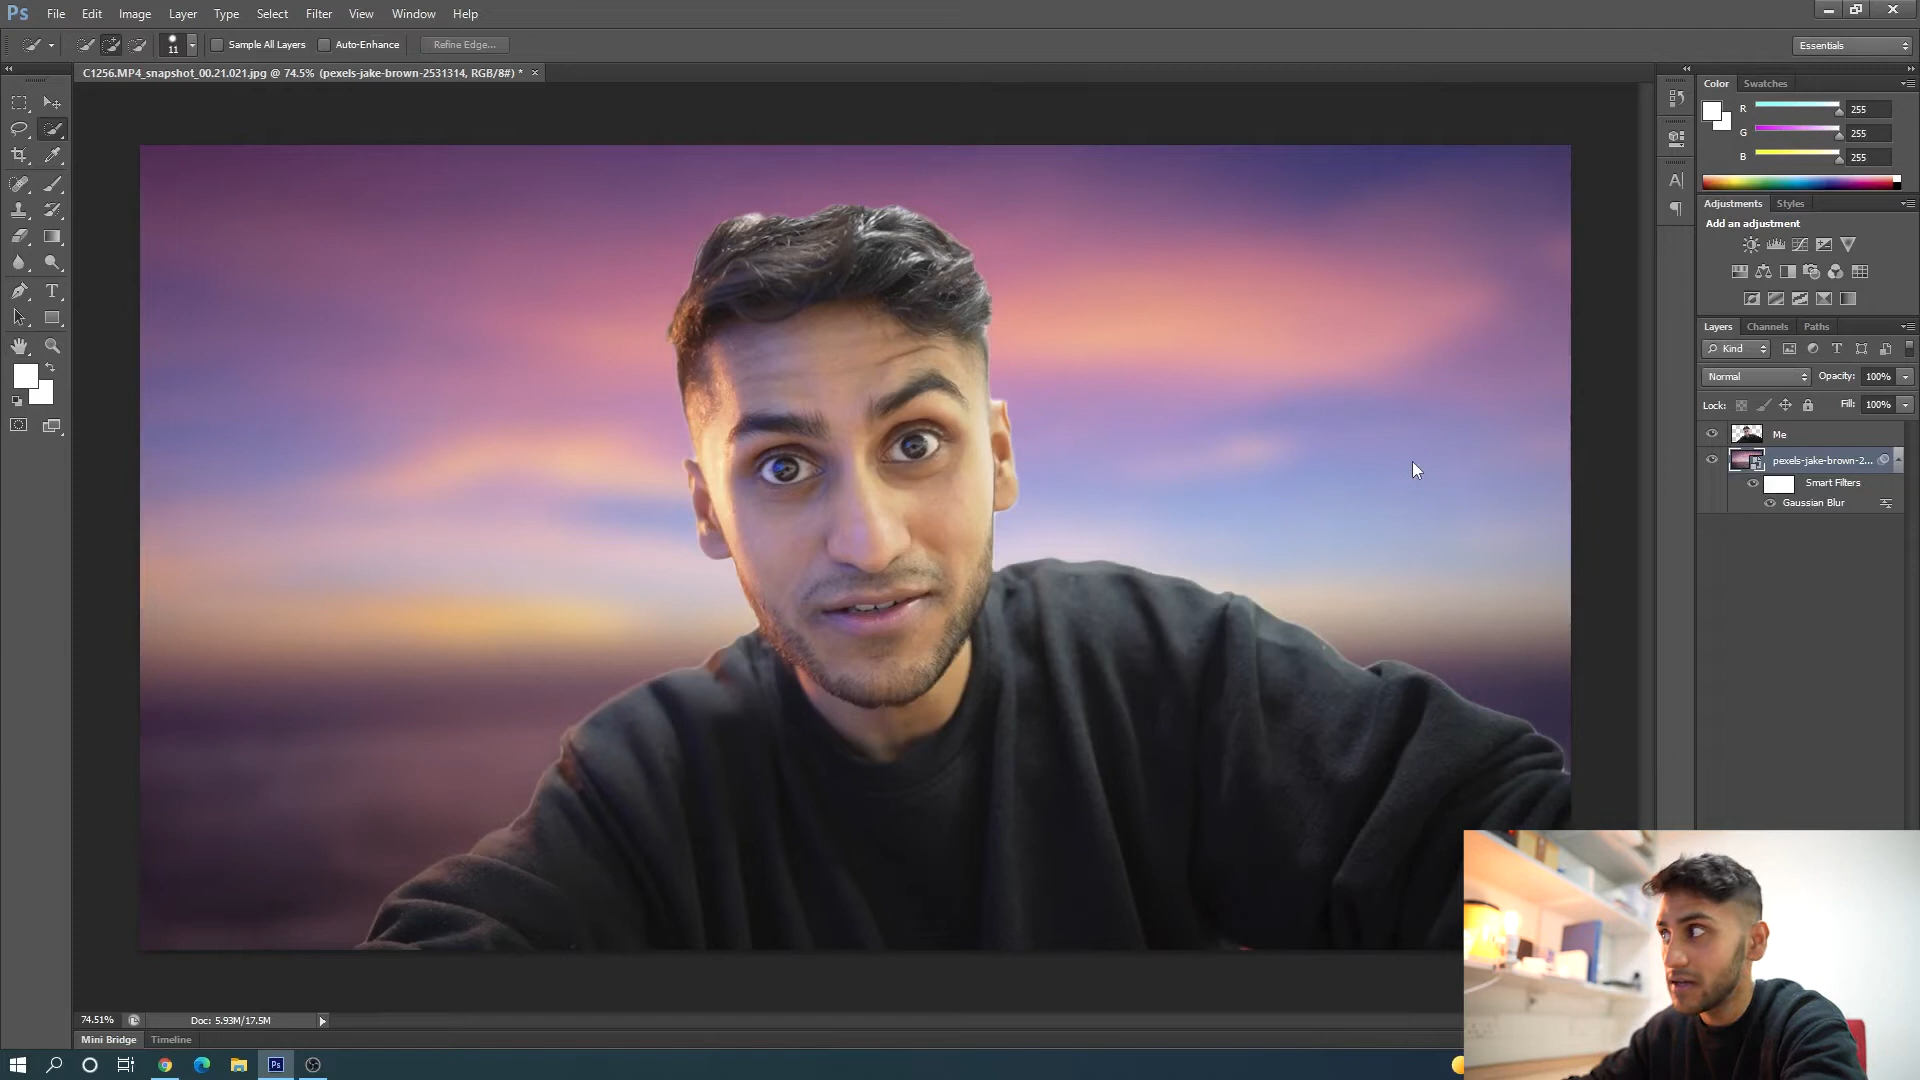 Ps File Edit Image Layer Type Select Filter View Window Help
11 Sample All Layers Auto-Enhance Refine Edge... Essentials
C1256.MP4_snapshot_00.21.021.jpg @ 74.5% (pexels-jake-brown-2531314, RGB/8#) * ×
Color Swatches
R 255
G 255
B 255
Adjustments Styles
Add an adjustment
Layers Channels Paths
Kind T
Normal Opacity: 100%
Lock: Fill: 100%
Me
pexels-jake-brown-2...
Smart Filters
Gaussian Blur
74.51% Doc: 5.93M/17.5M
Mini Bridge Timeline
Ps